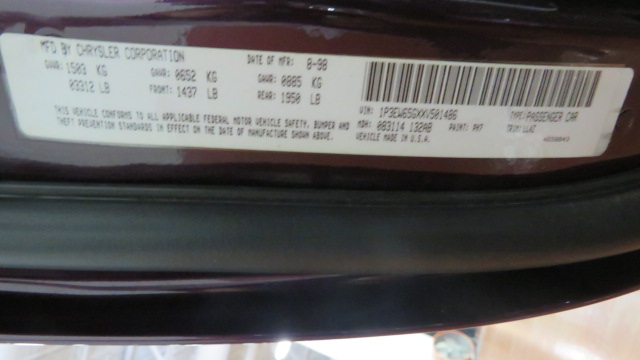 MFD BY CHRYSLER CORPORATION DATE OF MFR: 8-98
GVWR: 1503 KG GAWR: 0652 KG GAWR: 0885 KG
03312 LB FRONT: 1437 LB REAR: 1950 LB
VIN: 1P3EW65GXXV501486 TYPE: PASSENGER CAR
MDH: 083114 132AB PAINT: PH7 TRIM: LLAZ
VEHICLE MADE IN U.S.A.
THIS VEHICLE CONFORMS TO ALL APPLICABLE FEDERAL MOTOR VEHICLE SAFETY, BUMPER AND
THEFT PREVENTION STANDARDS IN EFFECT ON THE DATE OF MANUFACTURE SHOWN ABOVE.